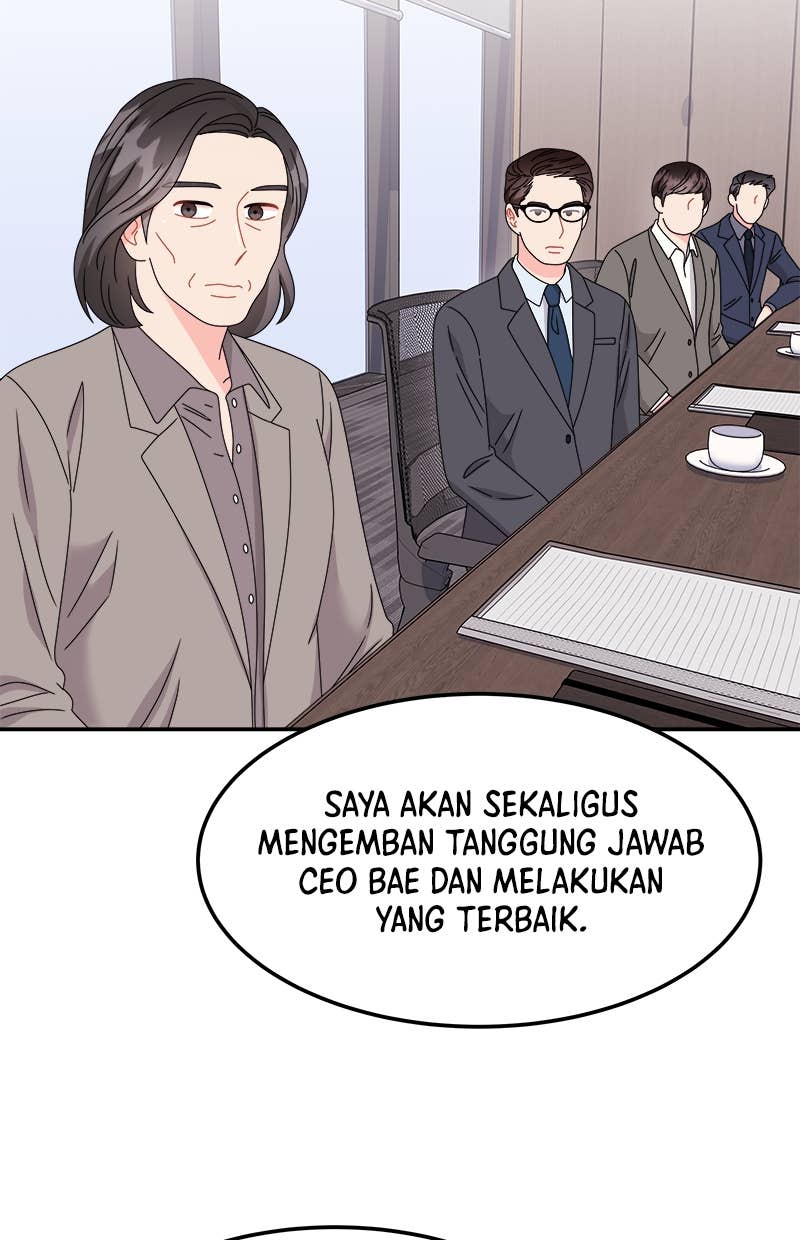 SAYA AKAN SEKALIGUS
MENGEMBAN TANGGUNG JAWAB
CEO BAE DAN MELAKUKAN
YANG TERBAIK.